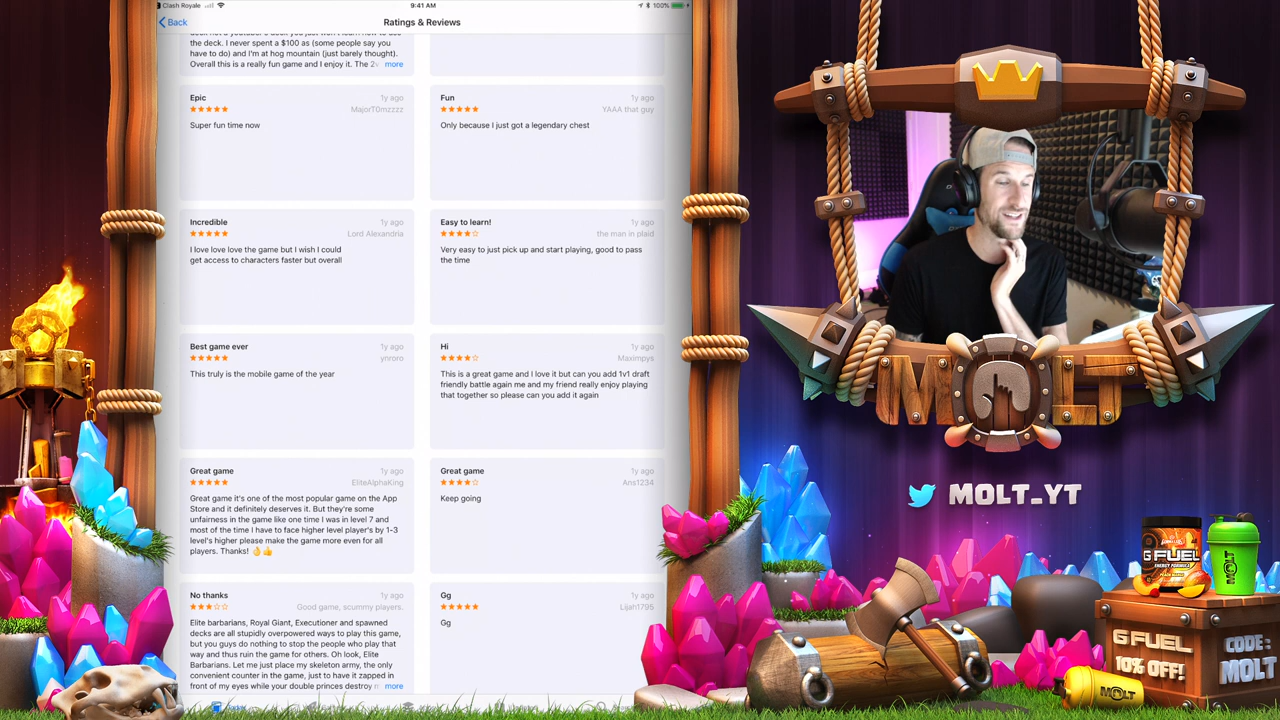 Clash Royale
9:41 AM
100%
Back
Ratings & Reviews
the deck. I never spent a $100 as (some people say you
have to do) and I'm at hog mountain (just barely thought).
Overall this is a really fun game and I enjoy it. The 2 more
Epic
1y ago
MajorT0mzzzz
Super fun time now
Fun
1y ago
YAAA that guy
Only because I just got a legendary chest
Incredible
1y ago
Lord Alexandria
I love love love the game but I wish I could
get access to characters faster but overall
Easy to learn!
1y ago
the man in plaid
Very easy to just pick up and start playing, good to pass
the time
Best game ever
1y ago
ynroro
This truly is the mobile game of the year
Hi
1y ago
Maximpys
This is a great game and I love it but can you add 1v1 draft
friendly battle again me and my friend really enjoy playing
that together so please can you add it again
Great game
1y ago
EliteAlphaKing
Great game it's one of the most popular game on the App
Store and it definitely deserves it. But they're some
unfairness in the game like one time I was in level 7 and
most of the time I have to face higher level player's by 1-3
level's higher please make the game more even for all
players. Thanks! 👌👍
Great game
1y ago
Ans1234
Keep going
No thanks
1y ago
Good game, scummy players.
Elite barbarians, Royal Giant, Executioner and spawned
decks are all stupidly overpowered ways to play this game,
but you guys do nothing to stop the people who play that
way and thus ruin the game for others. Oh look, Elite
Barbarians. Let me just place my skeleton army, the only
convenient counter in the game, just to have it zapped in
front of my eyes while your double princes destroy more
Gg
1y ago
Lijah1795
Gg
MOLT
MOLT_YT
G FUEL
ENERGY FORMULA
MOLT
G FUEL
10% OFF!
CODE:
MOLT
MOLT